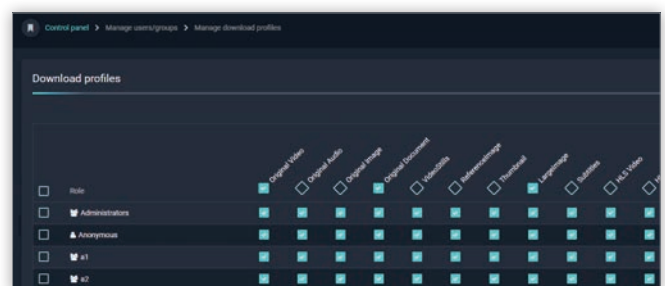 Control panel > Manage users/groups > Manage download profiles
Download profiles
Role
Original Video
Original Audio
Original Image
Original Document
VideoStills
ReferenceImage
Thumbnail
LargeImage
Subtitles
HLS Video
Administrators
Anonymous
a1
a2